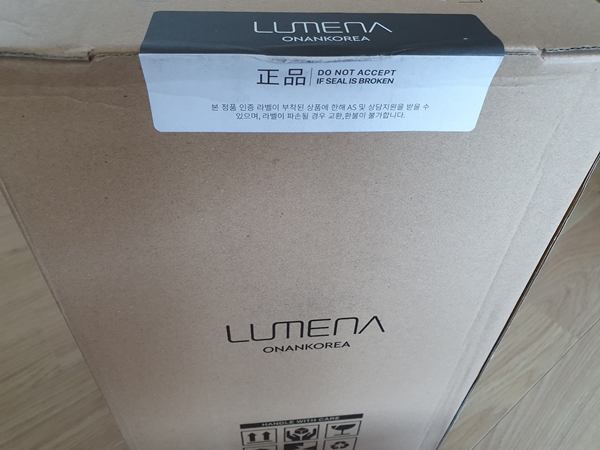 LUMENA
ONANKOREA
正品 DO NOT ACCEPT
IF SEAL IS BROKEN
본 정품 인증 라벨이 부착된 상품에 한해 AS 및 상담지원을 받을 수
있으며, 라벨이 파손될 경우 교환,환불이 불가합니다.
LUMENA
ONANKOREA
HANDLE WITH CARE